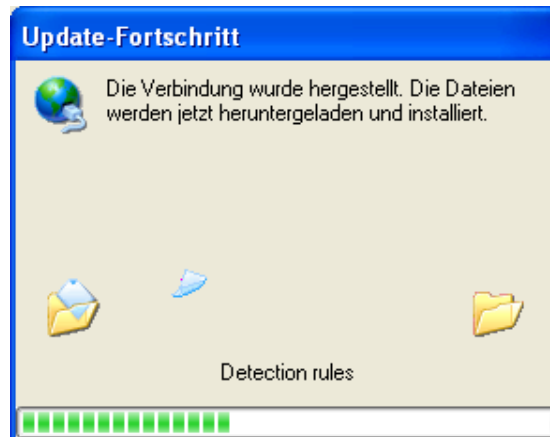 Update-Fortschritt
Die Verbindung wurde hergestellt. Die Dateien
werden jetzt heruntergeladen und installiert.
Detection rules